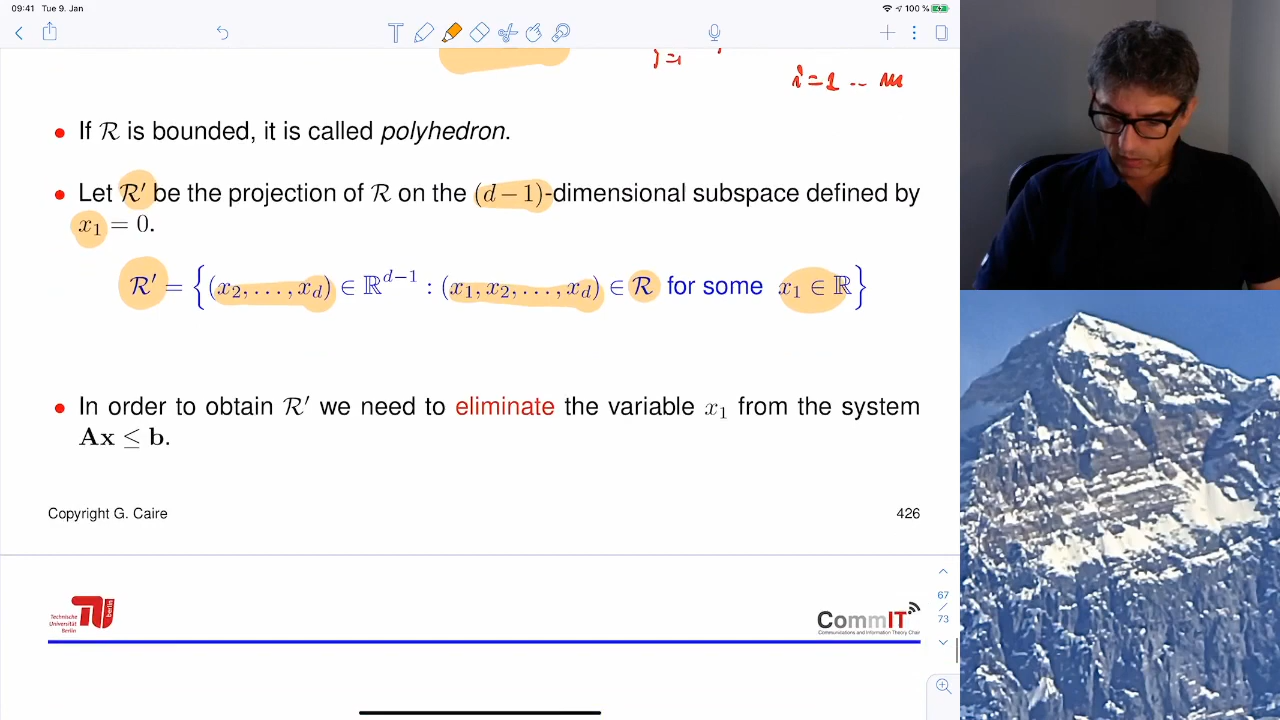 09:41 Tue 9. Jan
100 %
T
i=1 .. m
• If R is bounded, it is called polyhedron.
• Let R′ be the projection of R on the (d − 1)-dimensional subspace defined by
x₁ = 0.
R′ = {(x₂, . . . , x_d) ∈ ℝ^{d−1} : (x₁, x₂, . . . , x_d) ∈ R for some x₁ ∈ ℝ}
• In order to obtain R′ we need to eliminate the variable x₁ from the system
Ax ≤ b.
Copyright G. Caire
426
67
/
73
Technische
Universität
Berlin
berlin
CommIT
Communications and Information Theory Chair